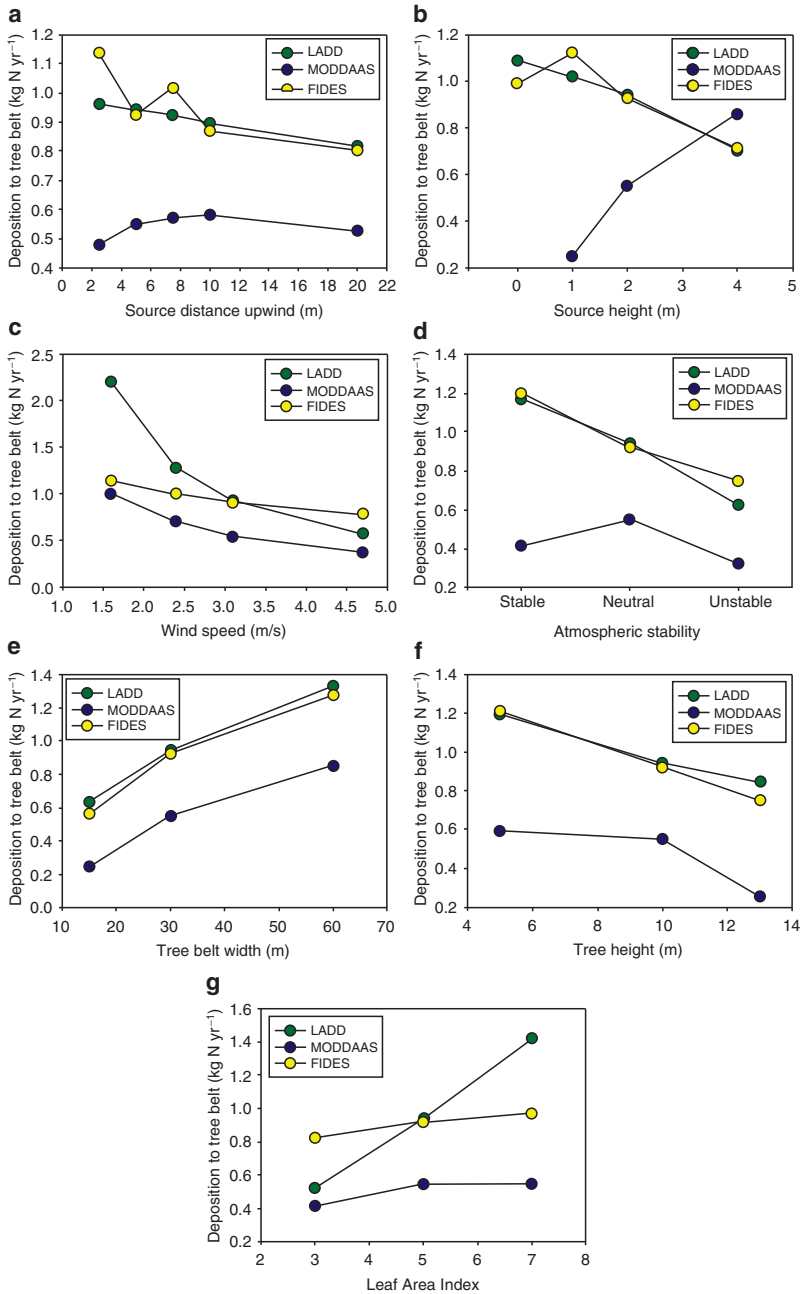 a
Deposition to tree belt (kg N yr⁻¹)
1.2
1.1
1.0
0.9
0.8
0.7
0.6
0.5
0.4
LADD
MODDAAS
FIDES
0 2 4 6 8 10 12 14 16 18 20 22
Source distance upwind (m)
b
Deposition to tree belt (kg N yr⁻¹)
1.2
1.0
0.8
0.6
0.4
0.2
LADD
MODDAAS
FIDES
0 1 2 3 4 5
Source height (m)
c
Deposition to tree belt (kg N yr⁻¹)
2.5
2.0
1.5
1.0
0.5
0.0
LADD
MODDAAS
FIDES
1.0 1.5 2.0 2.5 3.0 3.5 4.0 4.5 5.0
Wind speed (m/s)
d
Deposition to tree belt (kg N yr⁻¹)
1.4
1.2
1.0
0.8
0.6
0.4
0.2
LADD
MODDAAS
FIDES
Stable Neutral Unstable
Atmospheric stability
e
Deposition to tree belt (kg N yr⁻¹)
1.4
1.2
1.0
0.8
0.6
0.4
0.2
0.0
LADD
MODDAAS
FIDES
10 20 30 40 50 60 70
Tree belt width (m)
f
Deposition to tree belt (kg N yr⁻¹)
1.4
1.2
1.0
0.8
0.6
0.4
0.2
LADD
MODDAAS
FIDES
4 6 8 10 12 14
Tree height (m)
g
Deposition to tree belt (kg N yr⁻¹)
1.6
1.4
1.2
1.0
0.8
0.6
0.4
0.2
LADD
MODDAAS
FIDES
2 3 4 5 6 7 8
Leaf Area Index